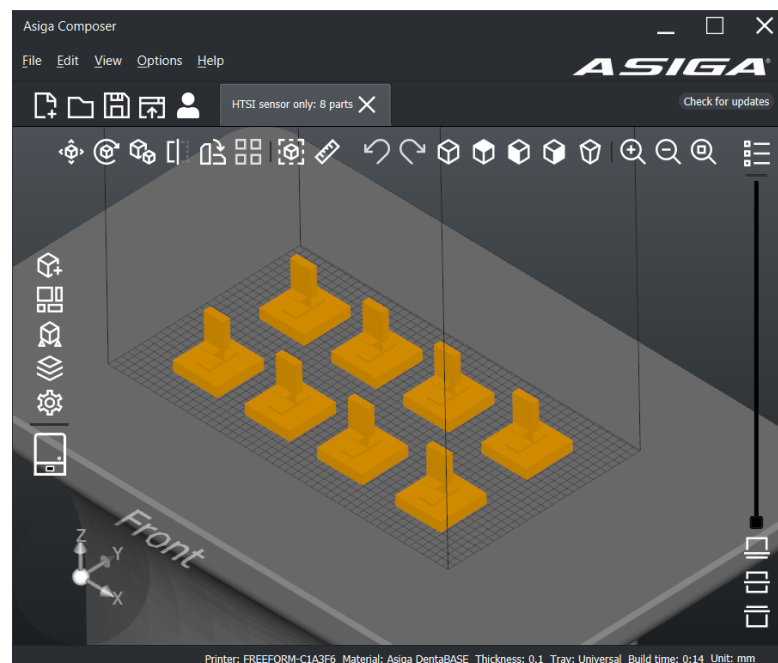 Asiga Composer
File Edit View Options Help
ASIGA
HTSI sensor only: 8 parts
Check for updates
Front
Z
Y
X
Printer: FREEFORM-C1A3F6 Material: Asiga DentaBASE Thickness: 0.1 Tray: Universal Build time: 0:14 Unit: mm